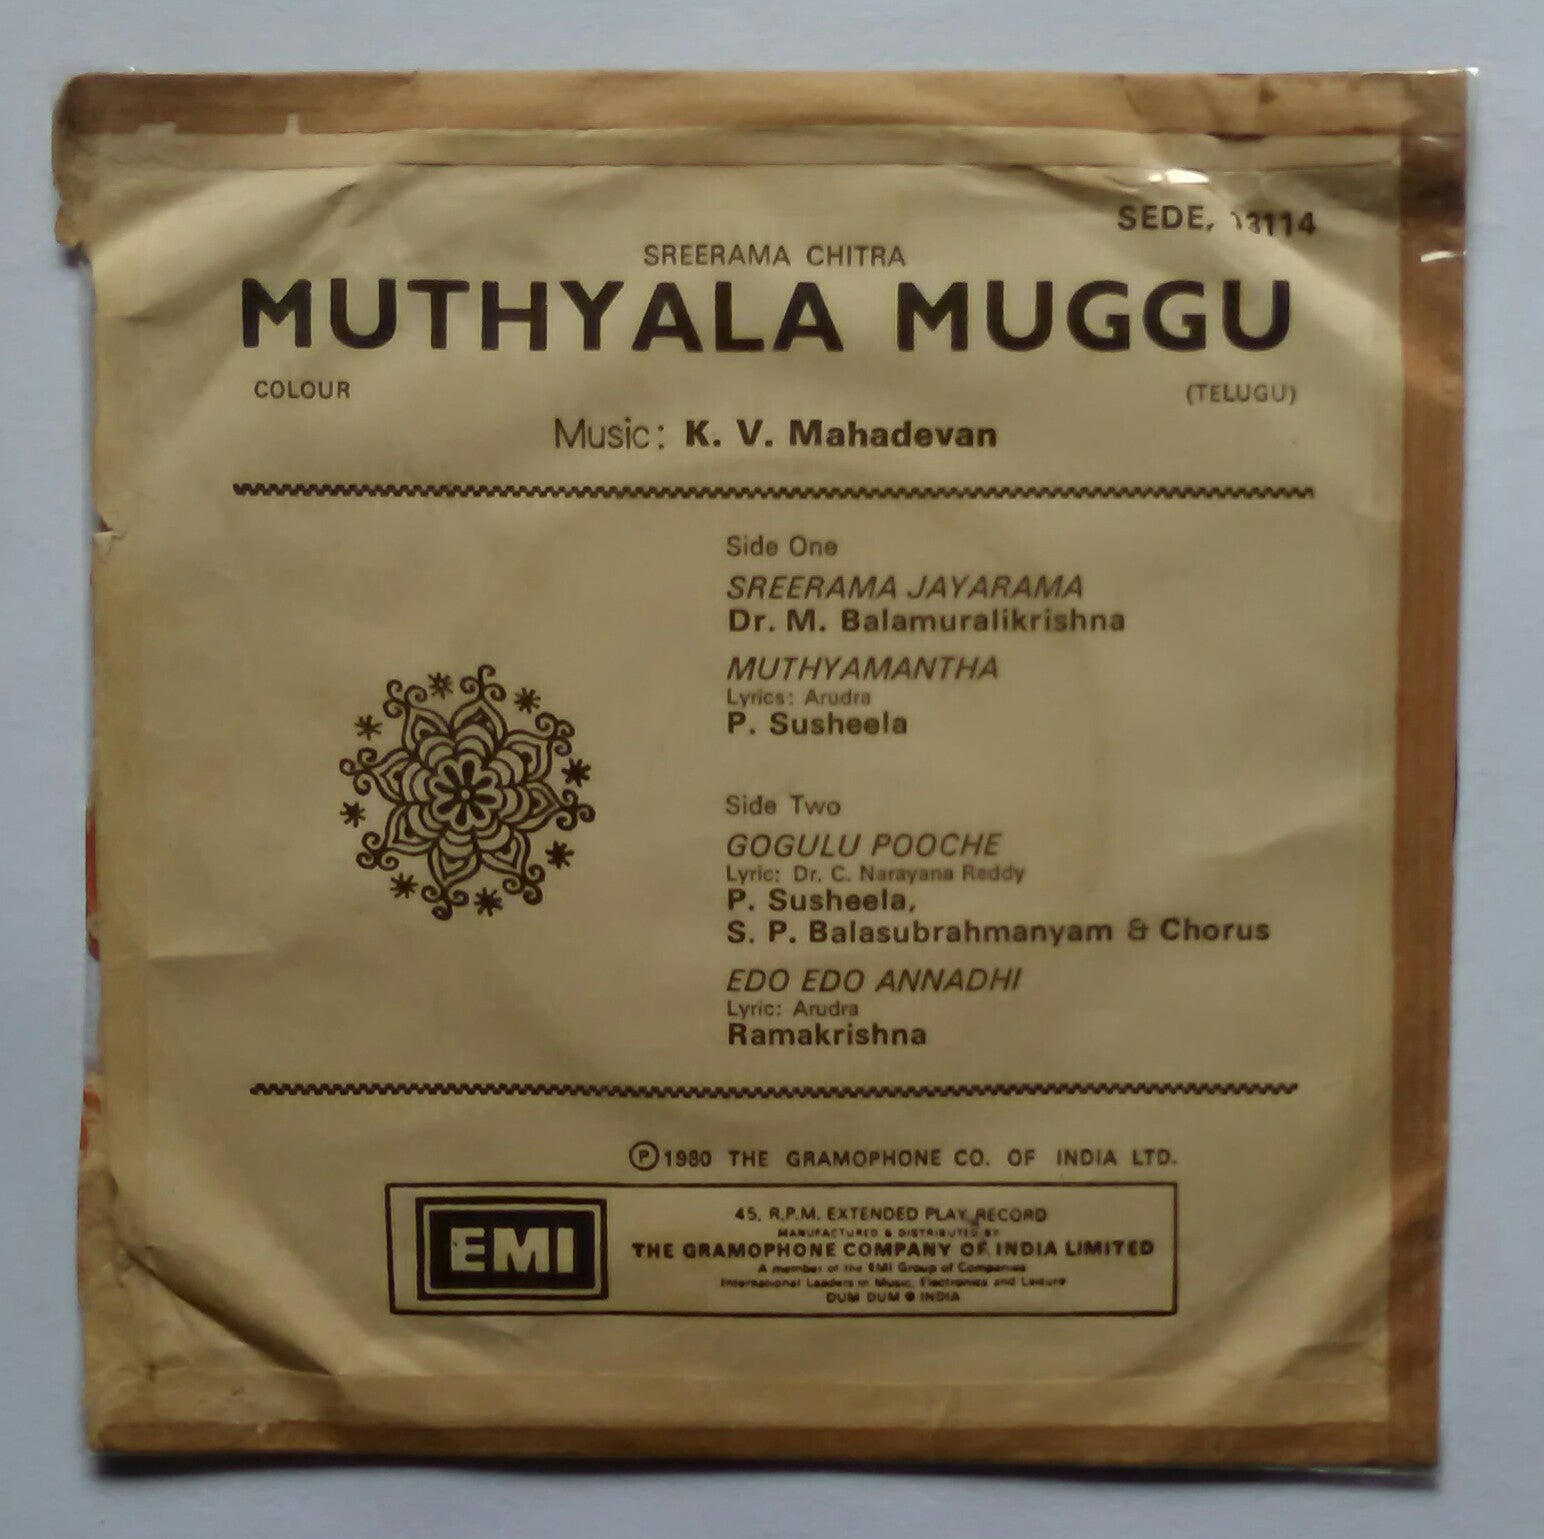 SEDE. 13114
SREERAMA CHITRA
MUTHYALA MUGGU
COLOUR
(TELUGU)
Music: K. V. Mahadevan
Side One
SREERAMA JAYARAMA
Dr. M. Balamuralikrishna
MUTHYAMANTHA
Lyrics: Arudra
P. Susheela
Side Two
GOGULU POOCHE
Lyric: Dr. C. Narayana Reddy
P. Susheela,
S. P. Balasubrahmanyam & Chorus
EDO EDO ANNADHI
Lyric: Arudra
Ramakrishna
Ⓟ1980 THE GRAMOPHONE CO. OF INDIA LTD.
EMI
45, R.P.M. EXTENDED PLAY RECORD
MANUFACTURED & DISTRIBUTED BY
THE GRAMOPHONE COMPANY OF INDIA LIMITED
A member of the EMI Group of Companies
International Leaders in Music, Electronics and Leisure
DUM DUM ● INDIA